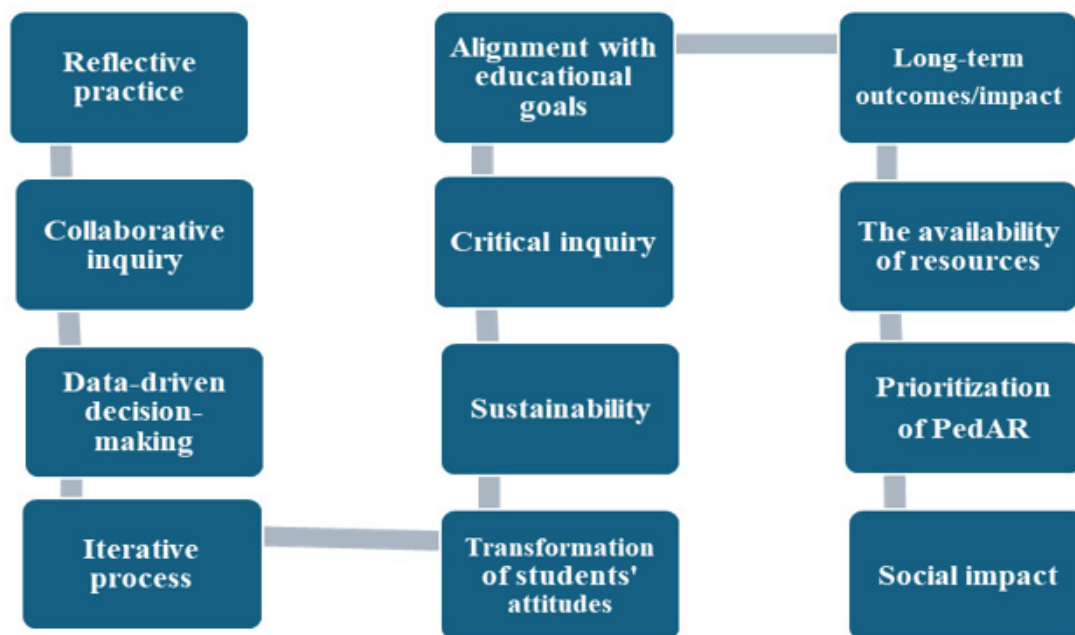 Reflective
practice
Collaborative
inquiry
Data-driven
decision-
making
Iterative
process
Transformation
of students'
attitudes
Sustainability
Critical inquiry
Alignment with
educational
goals
Long-term
outcomes/impact
The availability
of resources
Prioritization
of PedAR
Social impact